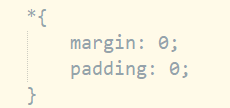 *{
margin: 0;
padding: 0;
}